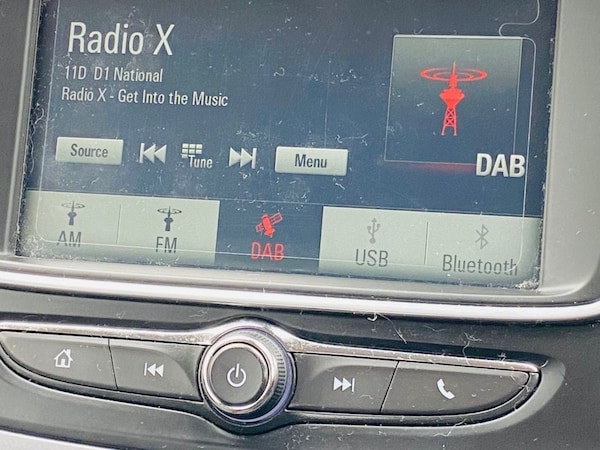 Radio X
11D D1 National
Radio X - Get Into the Music
Source
Tune
Menu
DAB
AM
FM
DAB
USB
Bluetooth